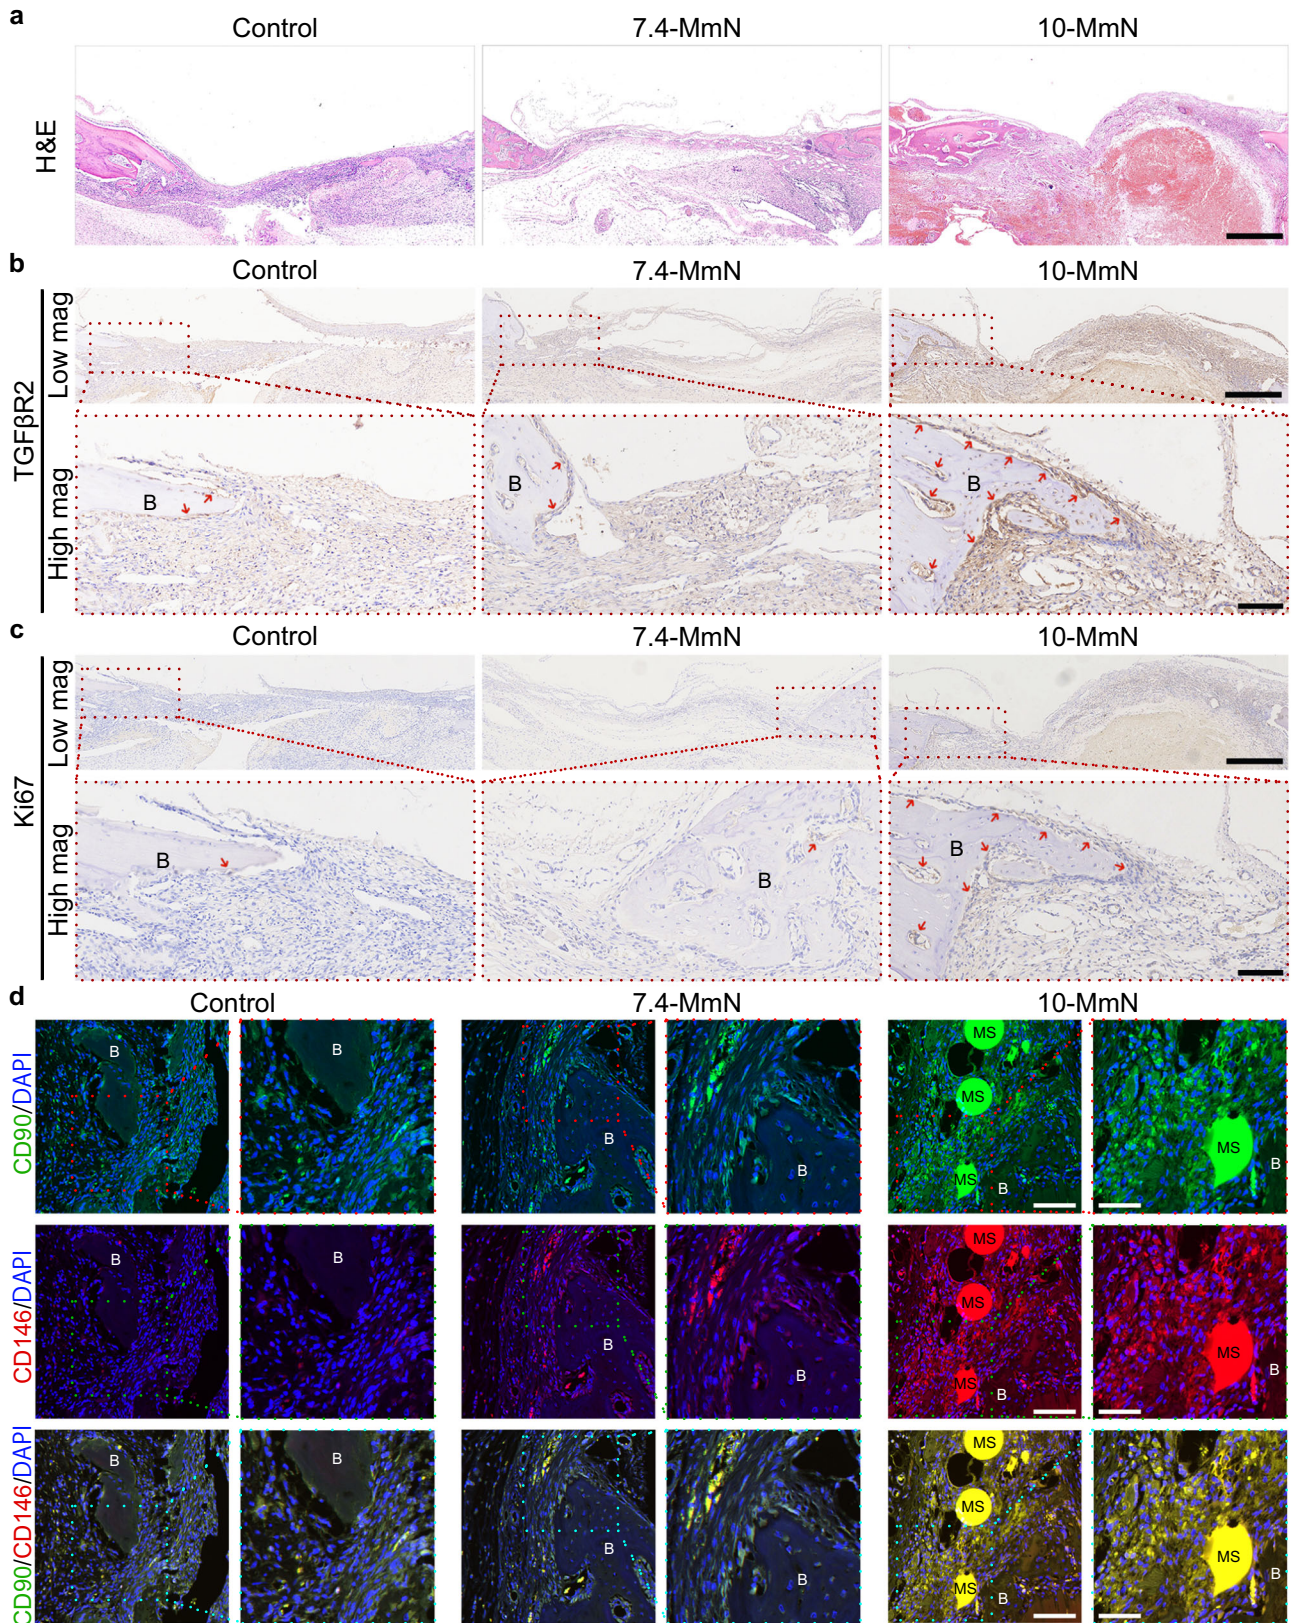 a
Control 7.4-MmN 10-MmN
H&E
b
Control 7.4-MmN 10-MmN
TGFβR2
Low mag
High mag
B B B
c
Control 7.4-MmN 10-MmN
Ki67
Low mag
High mag
B B B
d
Control 7.4-MmN 10-MmN
CD90/DAPI
B B B B MS MS MS B MS B
CD146/DAPI
B B B B MS MS MS B MS B
CD90/CD146/DAPI
B B B B MS MS MS B MS B